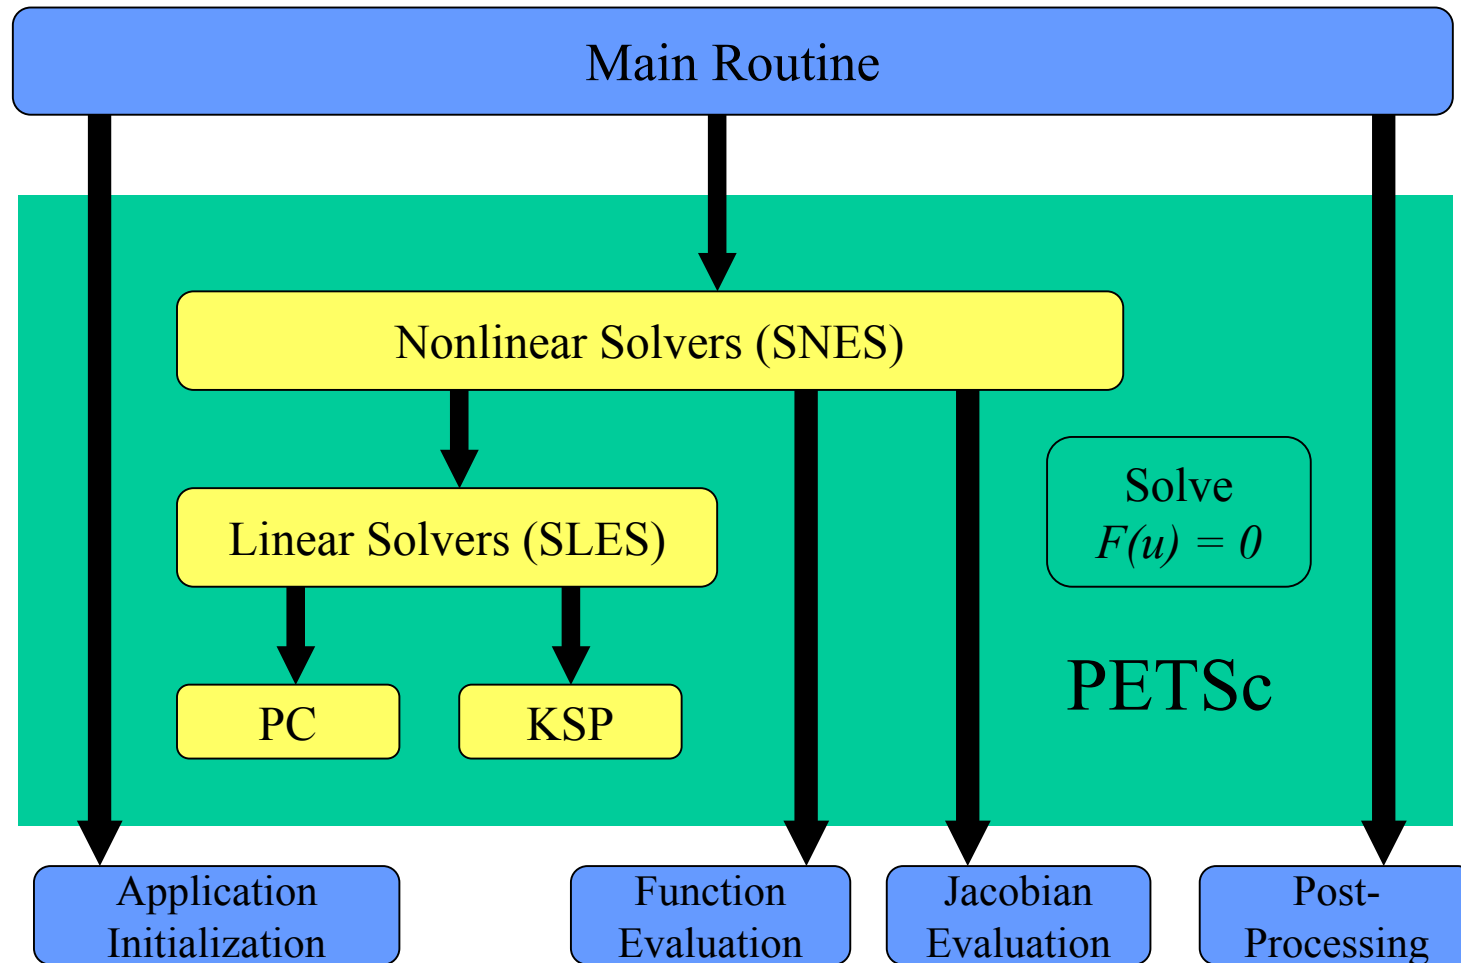 Main Routine
Nonlinear Solvers (SNES)
Solve
F(u) = 0
Linear Solvers (SLES)
PETSc
PC
KSP
Application
Initialization
Function
Evaluation
Jacobian
Evaluation
Post-
Processing